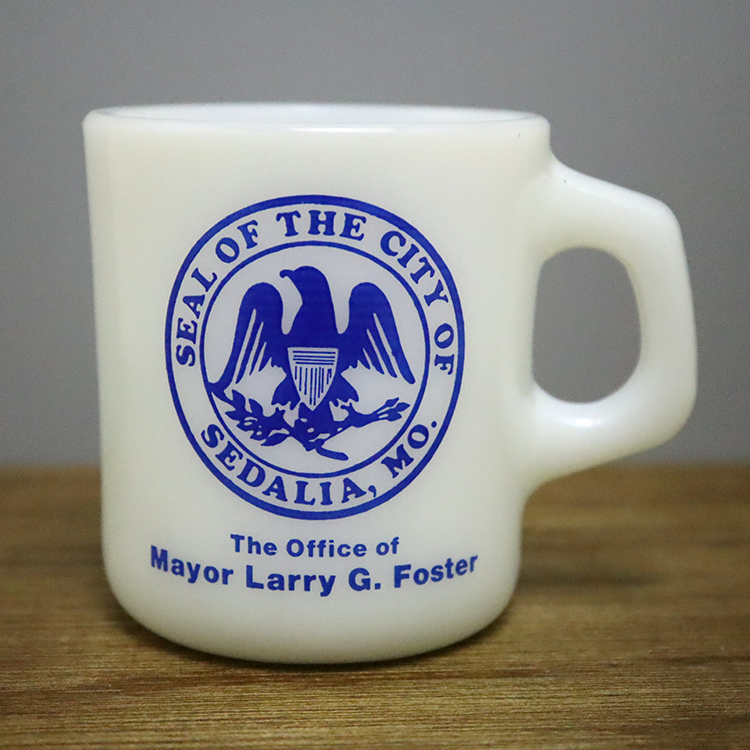 SEAL OF THE CITY OF
SEDALIA, MO.
The Office of
Mayor Larry G. Foster